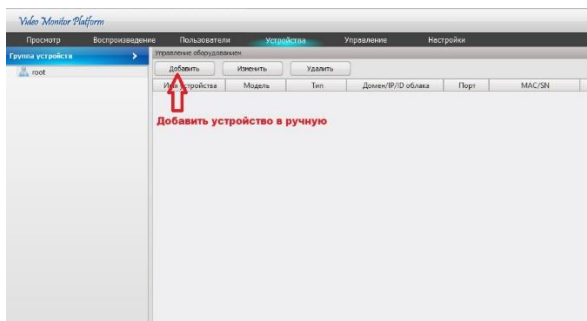 Video Monitor Platform
Просмотр Воспроизведение Пользователи Устройства Управление Настройки
Группа устройств
Управление оборудованием
root
Добавить Изменить Удалить
Имя устройства Модель Тип Домен/IP/ID облака Порт MAC/SN
Добавить устройство в ручную